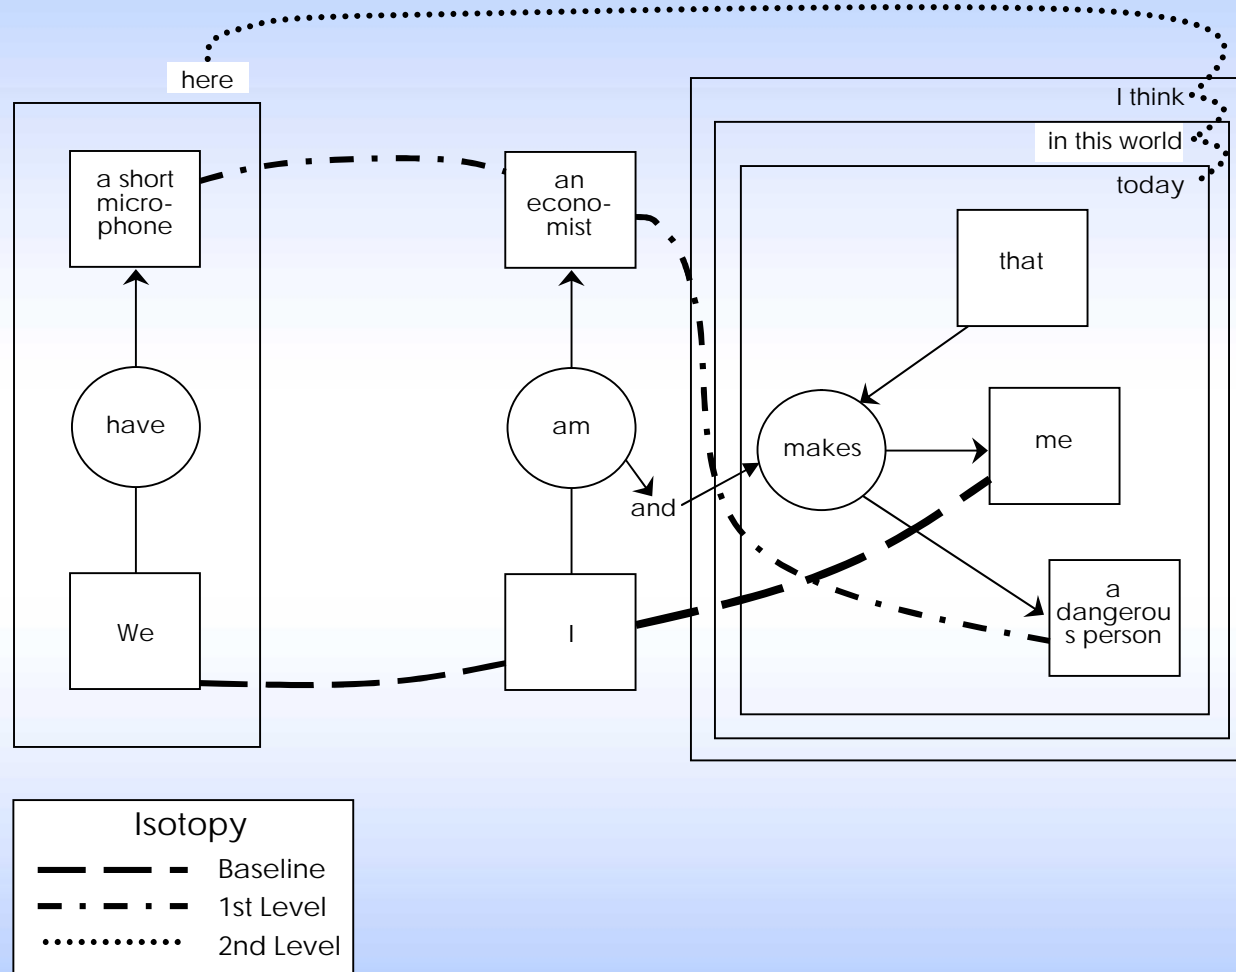 here
a short
micro-
phone
have
We
an
econo-
mist
am
I
and
I think
in this world
today
that
makes
me
a
dangerou
s person
Isotopy
Baseline
1st Level
2nd Level